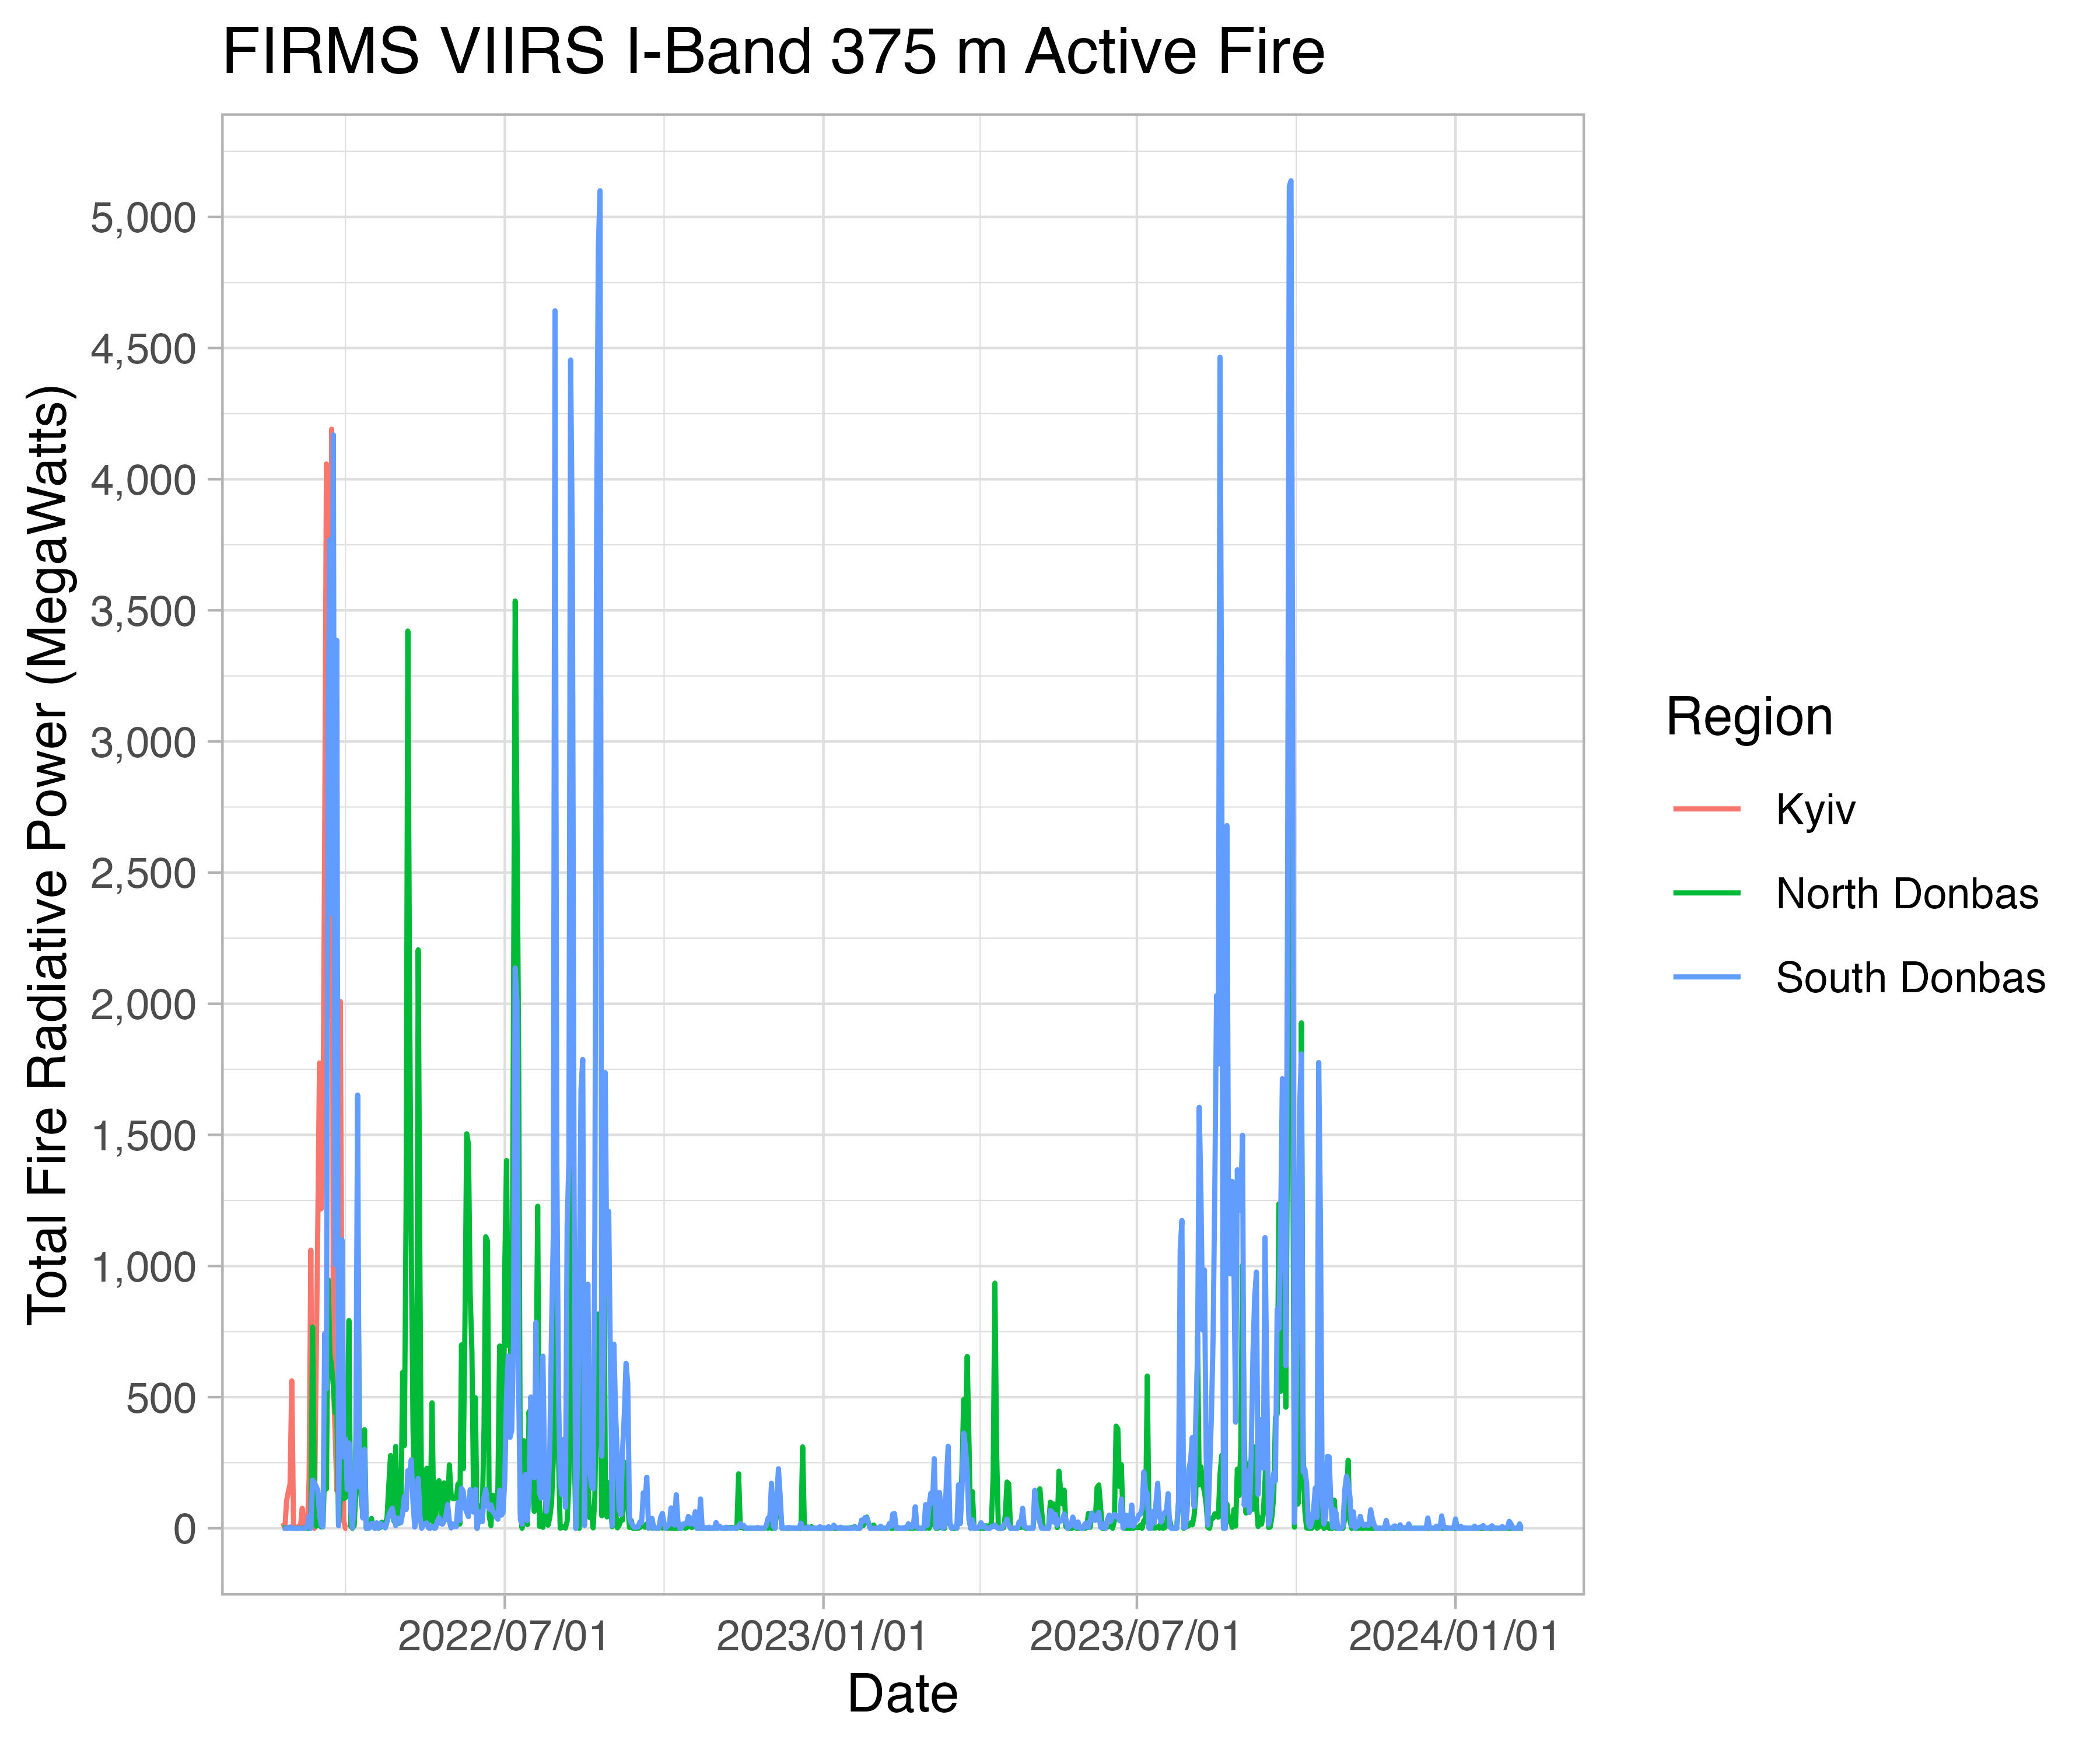 FIRMS VIIRS I-Band 375 m Active Fire
Total Fire Radiative Power (MegaWatts)
5,000
4,500
4,000
3,500
3,000
2,500
2,000
1,500
1,000
500
0
2022/07/01
2023/01/01
2023/07/01
2024/01/01
Date
Region
Kyiv
North Donbas
South Donbas